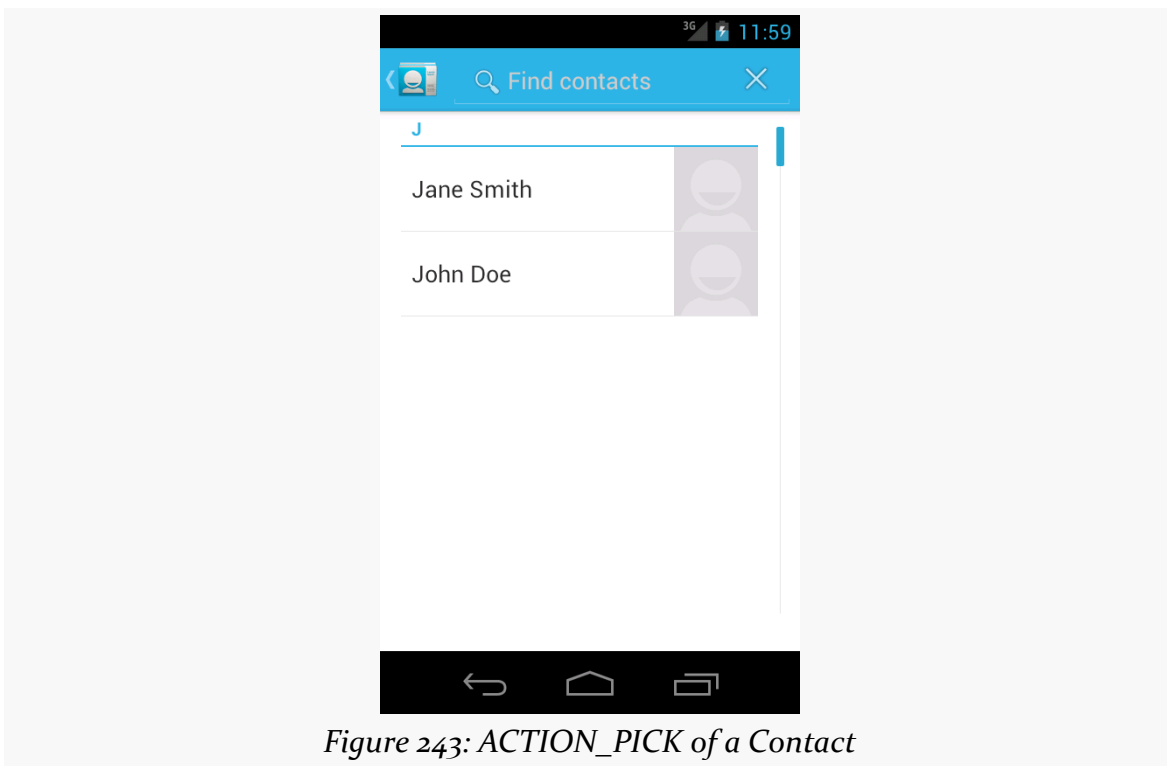 3G 11:59
Find contacts
J
Jane Smith
John Doe
Figure 243: ACTION_PICK of a Contact